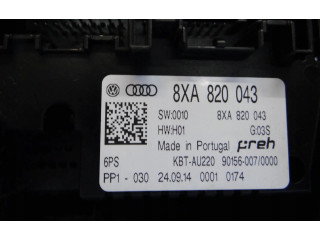 8XA 820 043
SW:0010 8XA 820 043
HW:H01 G:03S
Made in Portugal preh
6PS KBT-AU220 90156-007/0000
PP1 - 030 24.09.14 0001 0174